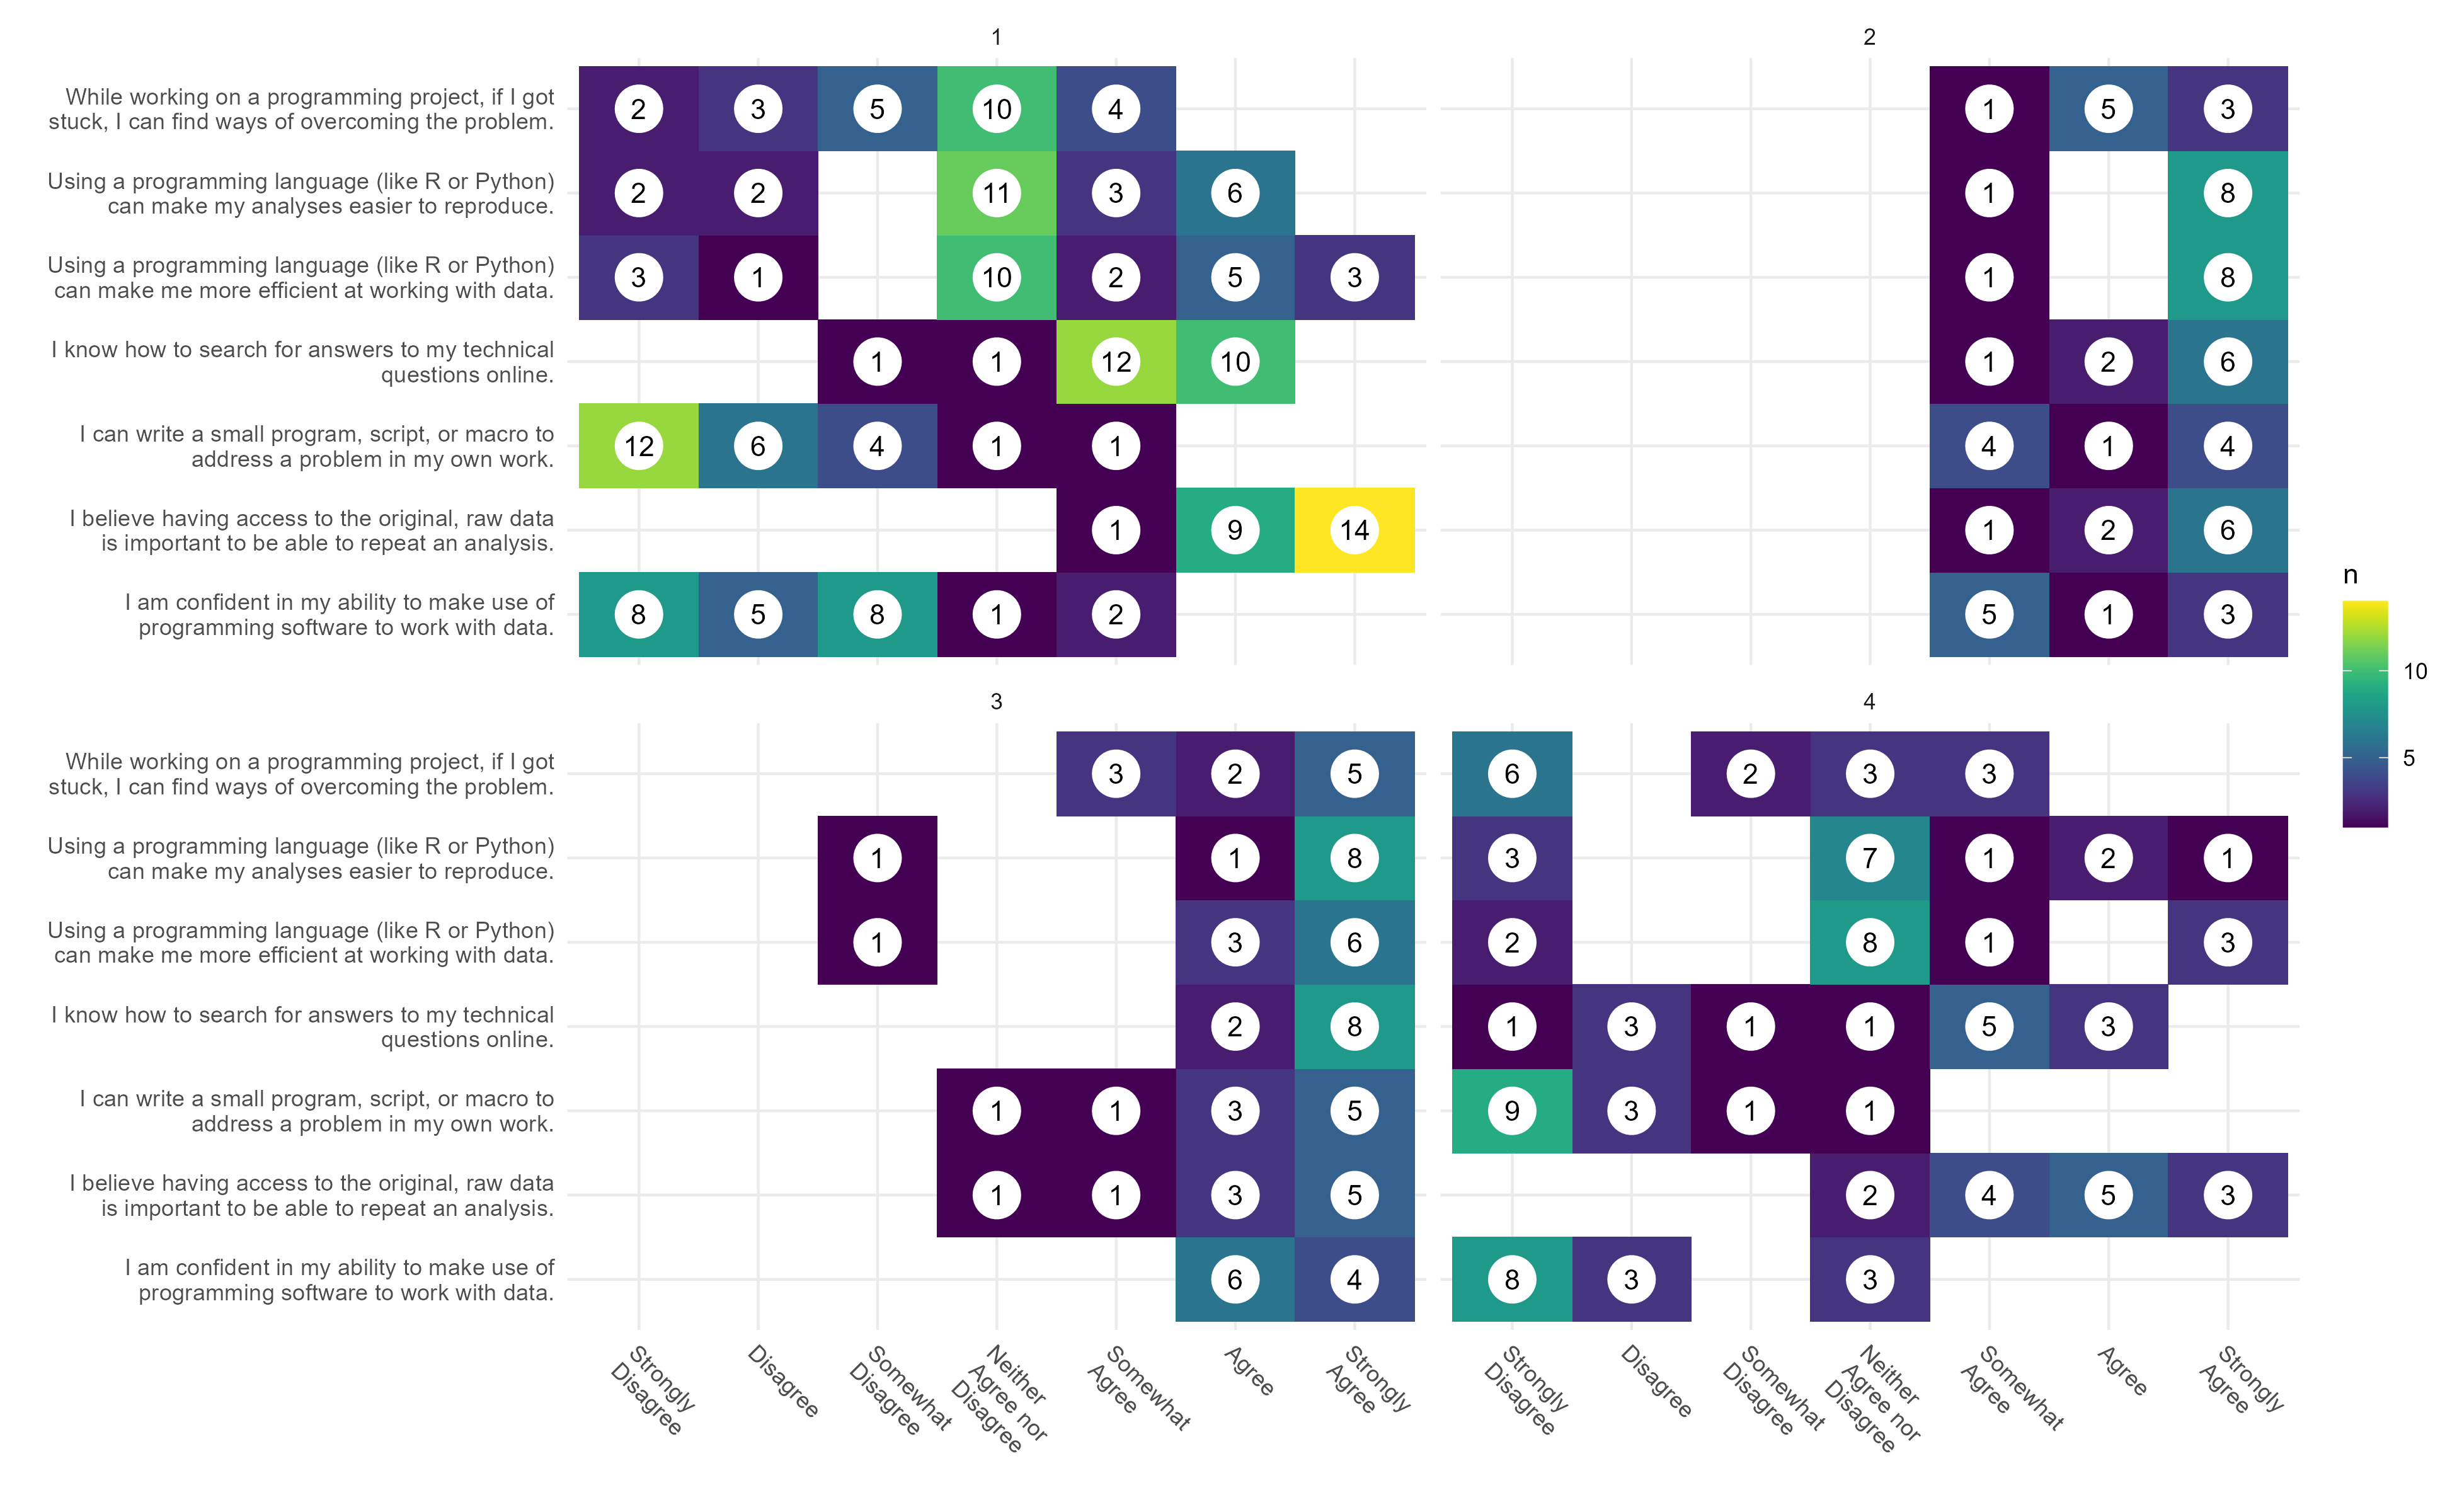 1
2
While working on a programming project, if I got
stuck, I can find ways of overcoming the problem.
2 3 5 10 4
1 5 3
Using a programming language (like R or Python)
can make my analyses easier to reproduce.
2 2 11 3 6
1 8
Using a programming language (like R or Python)
can make me more efficient at working with data.
3 1 10 2 5 3
1 8
I know how to search for answers to my technical
questions online.
1 1 12 10
1 2 6
I can write a small program, script, or macro to
address a problem in my own work.
12 6 4 1 1
4 1 4
I believe having access to the original, raw data
is important to be able to repeat an analysis.
1 9 14
1 2 6
I am confident in my ability to make use of
programming software to work with data.
8 5 8 1 2
5 1 3
n
10
5
3
4
While working on a programming project, if I got
stuck, I can find ways of overcoming the problem.
3 2 5
6 2 3 3
Using a programming language (like R or Python)
can make my analyses easier to reproduce.
1 1 8
3 7 1 2 1
Using a programming language (like R or Python)
can make me more efficient at working with data.
1 3 6
2 8 1 3
I know how to search for answers to my technical
questions online.
2 8
1 3 1 1 5 3
I can write a small program, script, or macro to
address a problem in my own work.
1 1 3 5
9 3 1 1
I believe having access to the original, raw data
is important to be able to repeat an analysis.
1 1 3 5
2 4 5 3
I am confident in my ability to make use of
programming software to work with data.
6 4
8 3 3
Strongly
Disagree
Disagree
Somewhat
Disagree
Neither
Agree nor
Disagree
Somewhat
Agree
Agree
Strongly
Agree
Strongly
Disagree
Disagree
Somewhat
Disagree
Neither
Agree nor
Disagree
Somewhat
Agree
Agree
Strongly
Agree